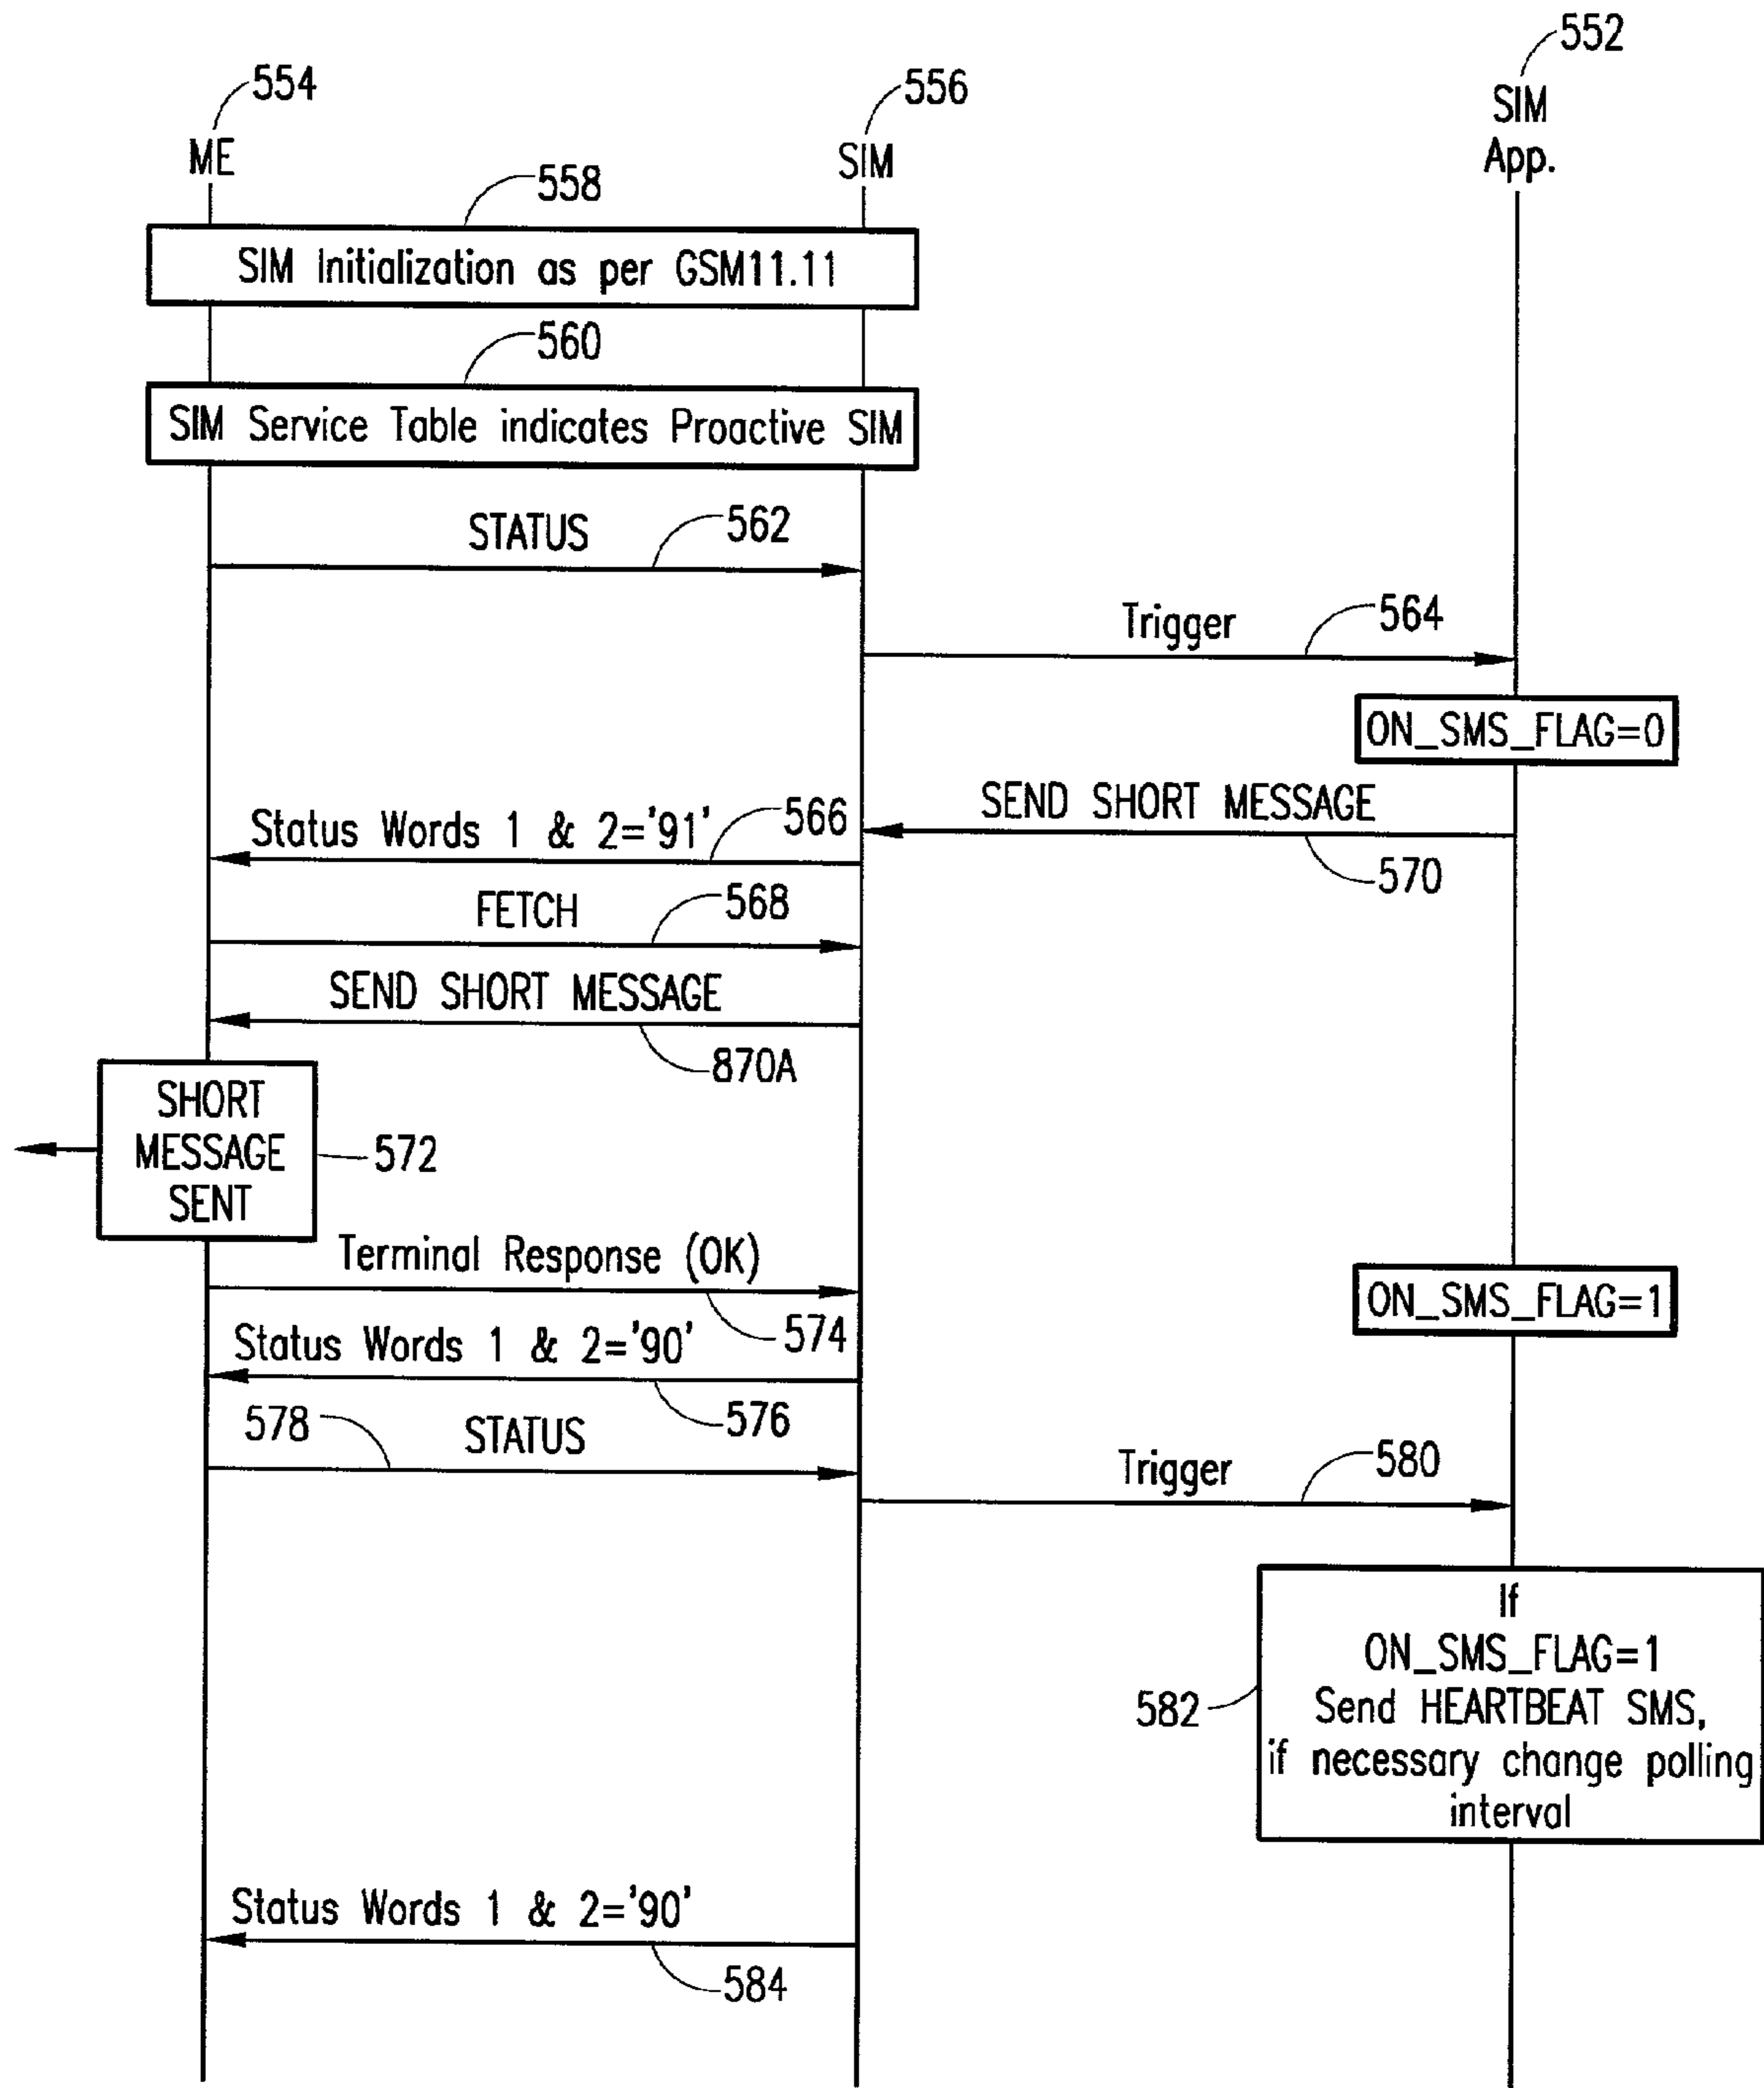 552
554
556
SIM
App.
ME
SIM
558
SIM Initialization as per GSM11.11
560
SIM Service Table indicates Proactive SIM
STATUS
562
Trigger
564
ON_SMS_FLAG=0
SEND SHORT MESSAGE
Status Words 1 & 2='91'
566
570
FETCH
568
SEND SHORT MESSAGE
870A
SHORT
MESSAGE
SENT
572
Terminal Response (OK)
574
ON_SMS_FLAG=1
Status Words 1 & 2='90'
576
578
STATUS
Trigger
580
If
ON_SMS_FLAG=1
Send HEARTBEAT SMS,
if necessary change polling
interval
582
Status Words 1 & 2='90'
584